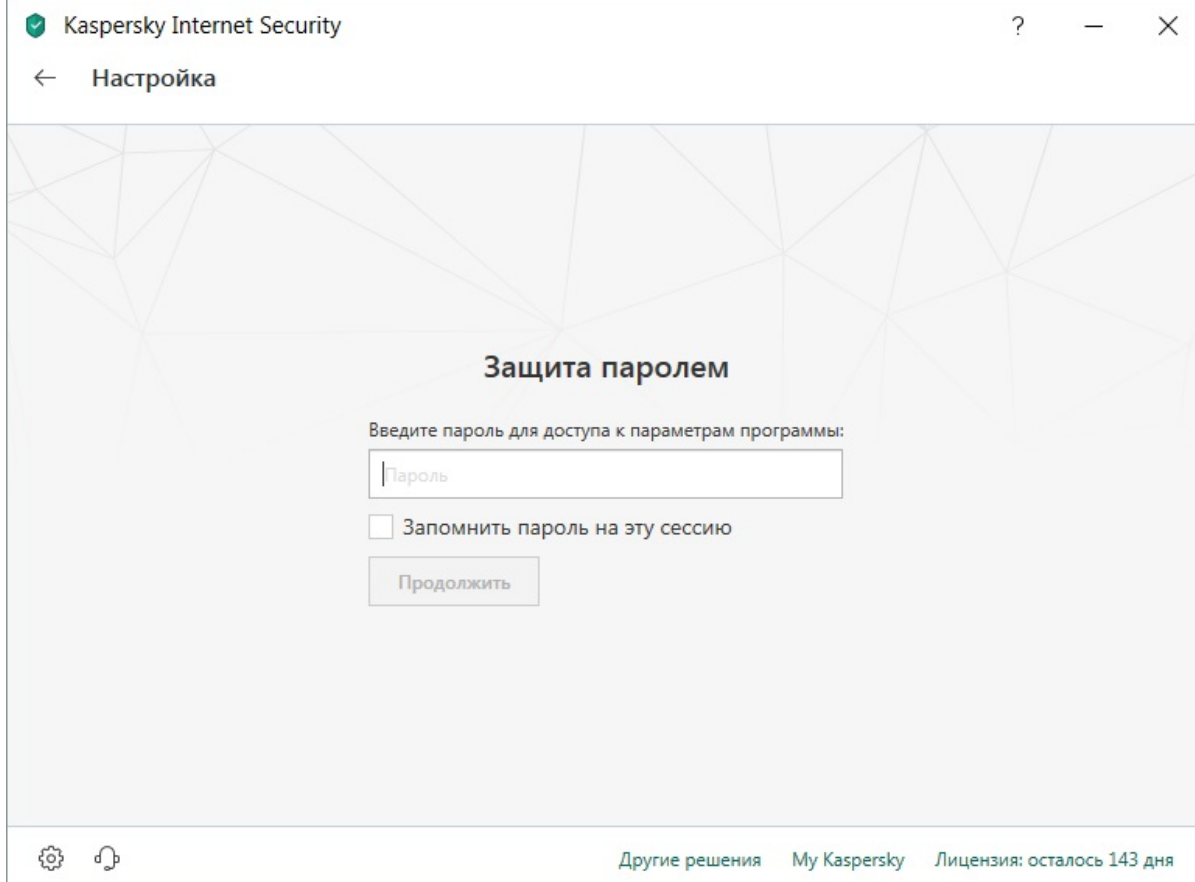 Kaspersky Internet Security
Настройка
Защита паролем
Введите пароль для доступа к параметрам программы:
Пароль
Запомнить пароль на эту сессию
Продолжить
Другие решения My Kaspersky Лицензия: осталось 143 дня